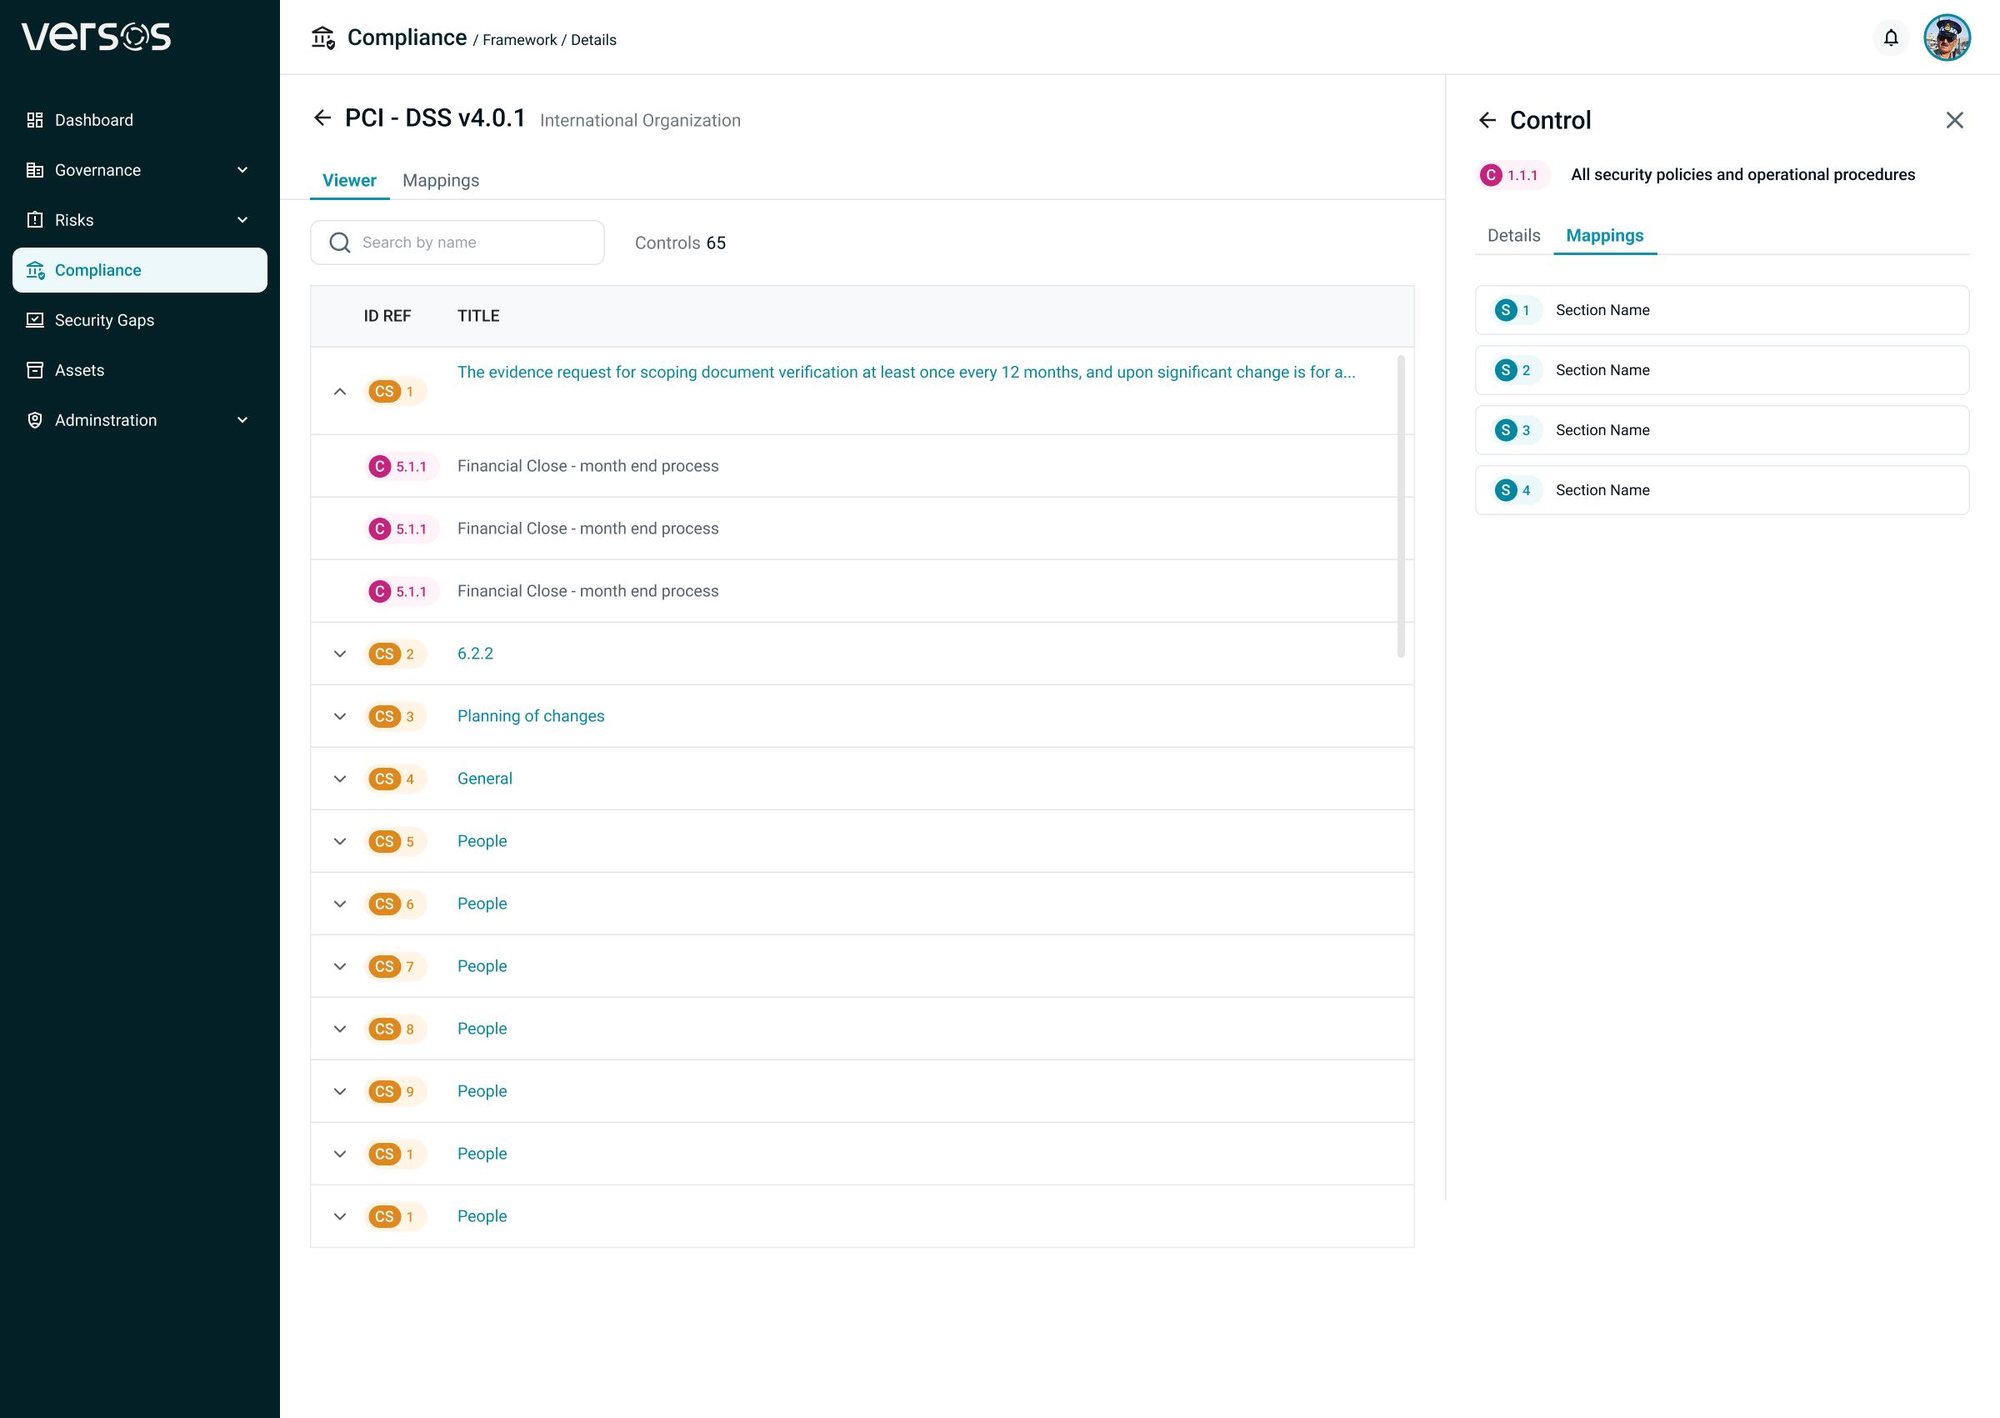 versos
Dashboard
Governance
Risks
Compliance
Security Gaps
Assets
Adminstration
Compliance / Framework / Details
PCI - DSS v4.0.1 International Organization
Viewer Mappings
Search by name
Controls 65
ID REF TITLE
CS 1 The evidence request for scoping document verification at least once every 12 months, and upon significant change is for a...
C 5.1.1 Financial Close - month end process
C 5.1.1 Financial Close - month end process
C 5.1.1 Financial Close - month end process
CS 2 6.2.2
CS 3 Planning of changes
CS 4 General
CS 5 People
CS 6 People
CS 7 People
CS 8 People
CS 9 People
CS 1 People
CS 1 People
Control
C 1.1.1 All security policies and operational procedures
Details Mappings
S 1 Section Name
S 2 Section Name
S 3 Section Name
S 4 Section Name